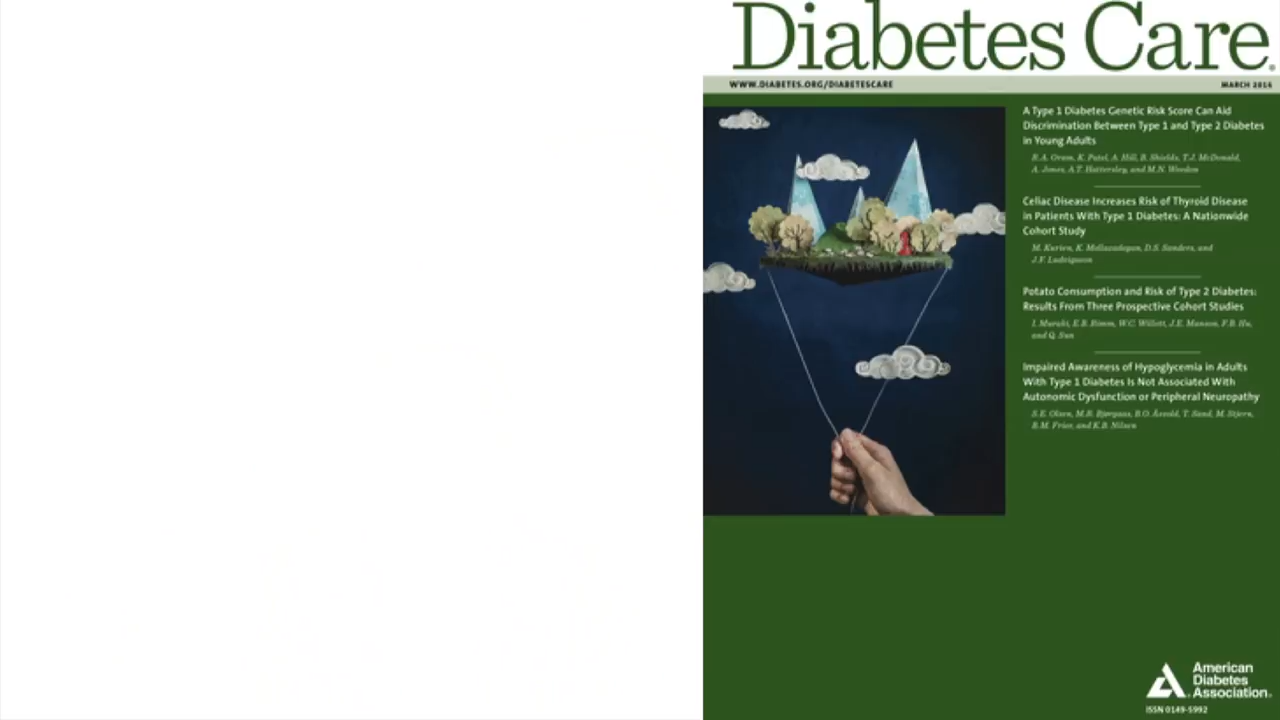 Diabetes Care®
WWW.DIABETES.ORG/DIABETESCARE
MARCH 2016
A Type 1 Diabetes Genetic Risk Score Can Aid
Discrimination Between Type 1 and Type 2 Diabetes
in Young Adults
R.A. Oram, K. Patel, A. Hill, B. Shields, T.J. McDonald,
A. Jones, A.T. Hattersley, and M.N. Weedon
Celiac Disease Increases Risk of Thyroid Disease
in Patients With Type 1 Diabetes: A Nationwide
Cohort Study
M. Kurien, K. Mollazadegan, D.S. Sanders, and
J.F. Ludvigsson
Potato Consumption and Risk of Type 2 Diabetes:
Results From Three Prospective Cohort Studies
I. Muraki, E.B. Rimm, W.C. Willett, J.E. Manson, F.B. Hu,
and Q. Sun
Impaired Awareness of Hypoglycemia in Adults
With Type 1 Diabetes Is Not Associated With
Autonomic Dysfunction or Peripheral Neuropathy
S.E. Olsen, M.R. Bjørgaas, B.O. Åsvold, T. Sand, M. Stjern,
B.M. Frier, and K.B. Nilsen
American
Diabetes
Association®
ISSN 0149-5992